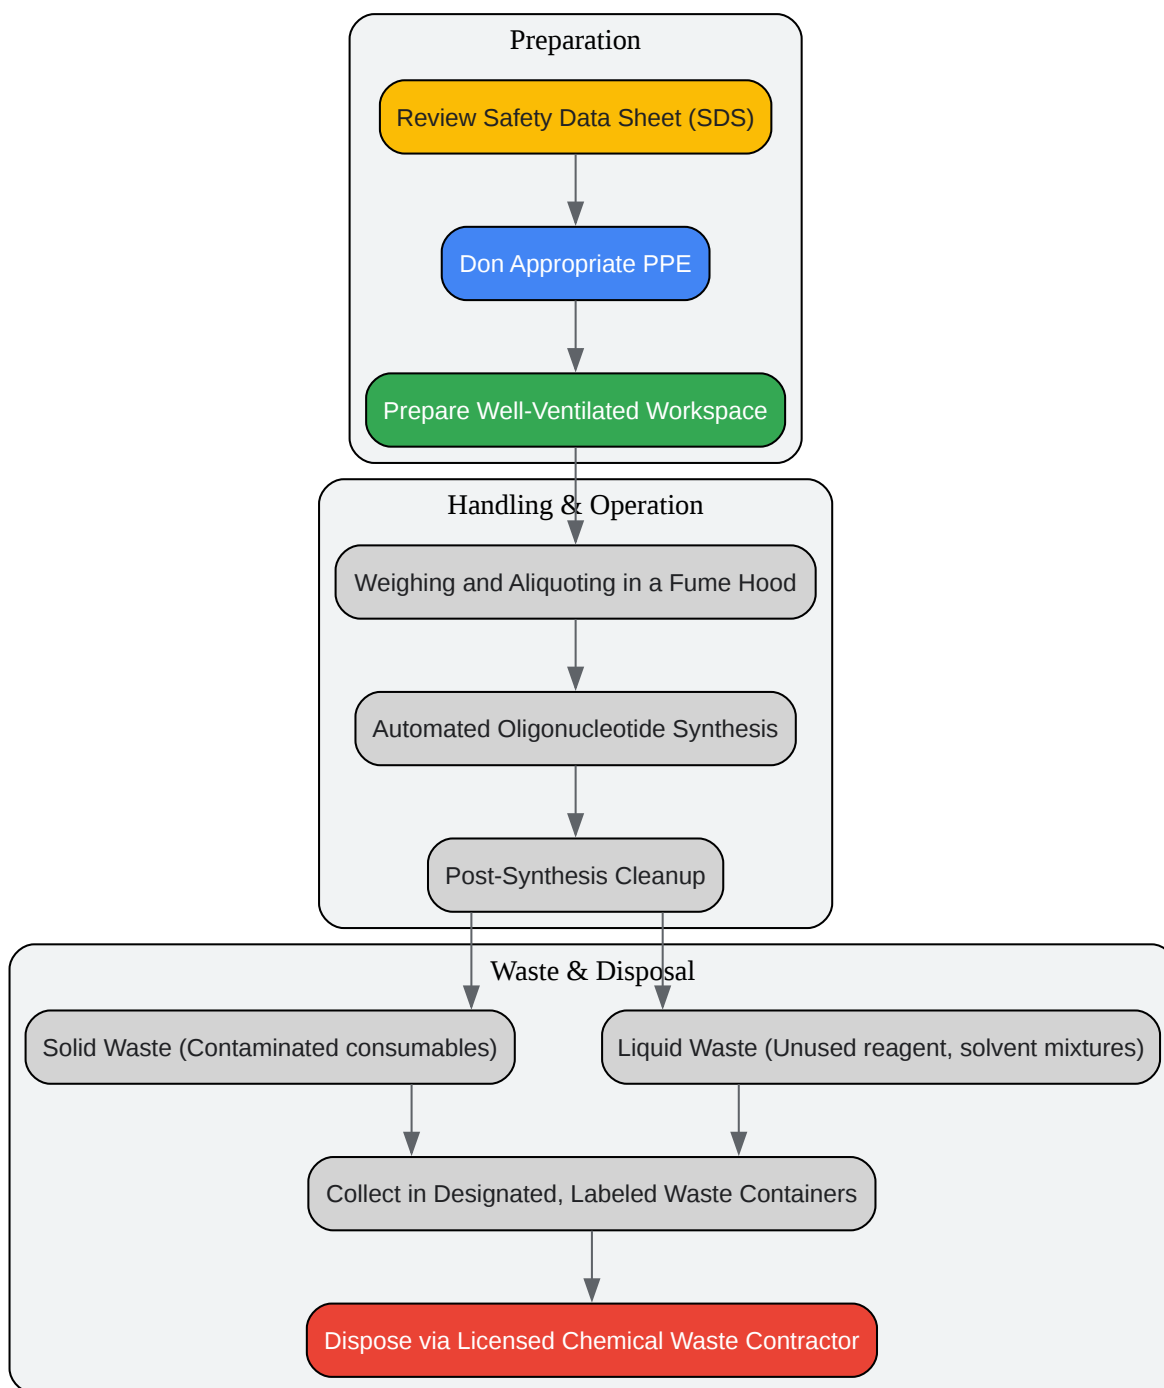 Preparation
Review Safety Data Sheet (SDS)
Don Appropriate PPE
Prepare Well-Ventilated Workspace
Handling & Operation
Weighing and Aliquoting in a Fume Hood
Automated Oligonucleotide Synthesis
Post-Synthesis Cleanup
Waste & Disposal
Solid Waste (Contaminated consumables)
Liquid Waste (Unused reagent, solvent mixtures)
Collect in Designated, Labeled Waste Containers
Dispose via Licensed Chemical Waste Contractor